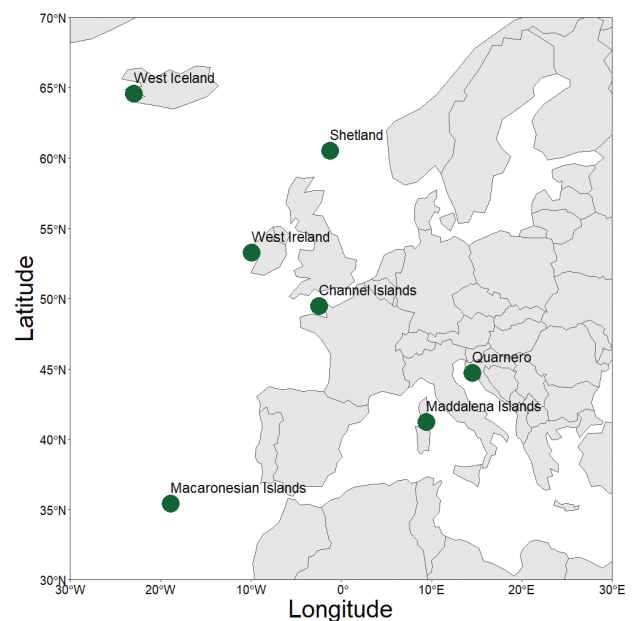 70°N
65°N
60°N
55°N
50°N
45°N
40°N
35°N
30°N
Latitude
West Iceland
Shetland
West Ireland
Channel Islands
Quarnero
Maddalena Islands
Macaronesian Islands
30°W
20°W
10°W
0°
10°E
20°E
30°E
Longitude